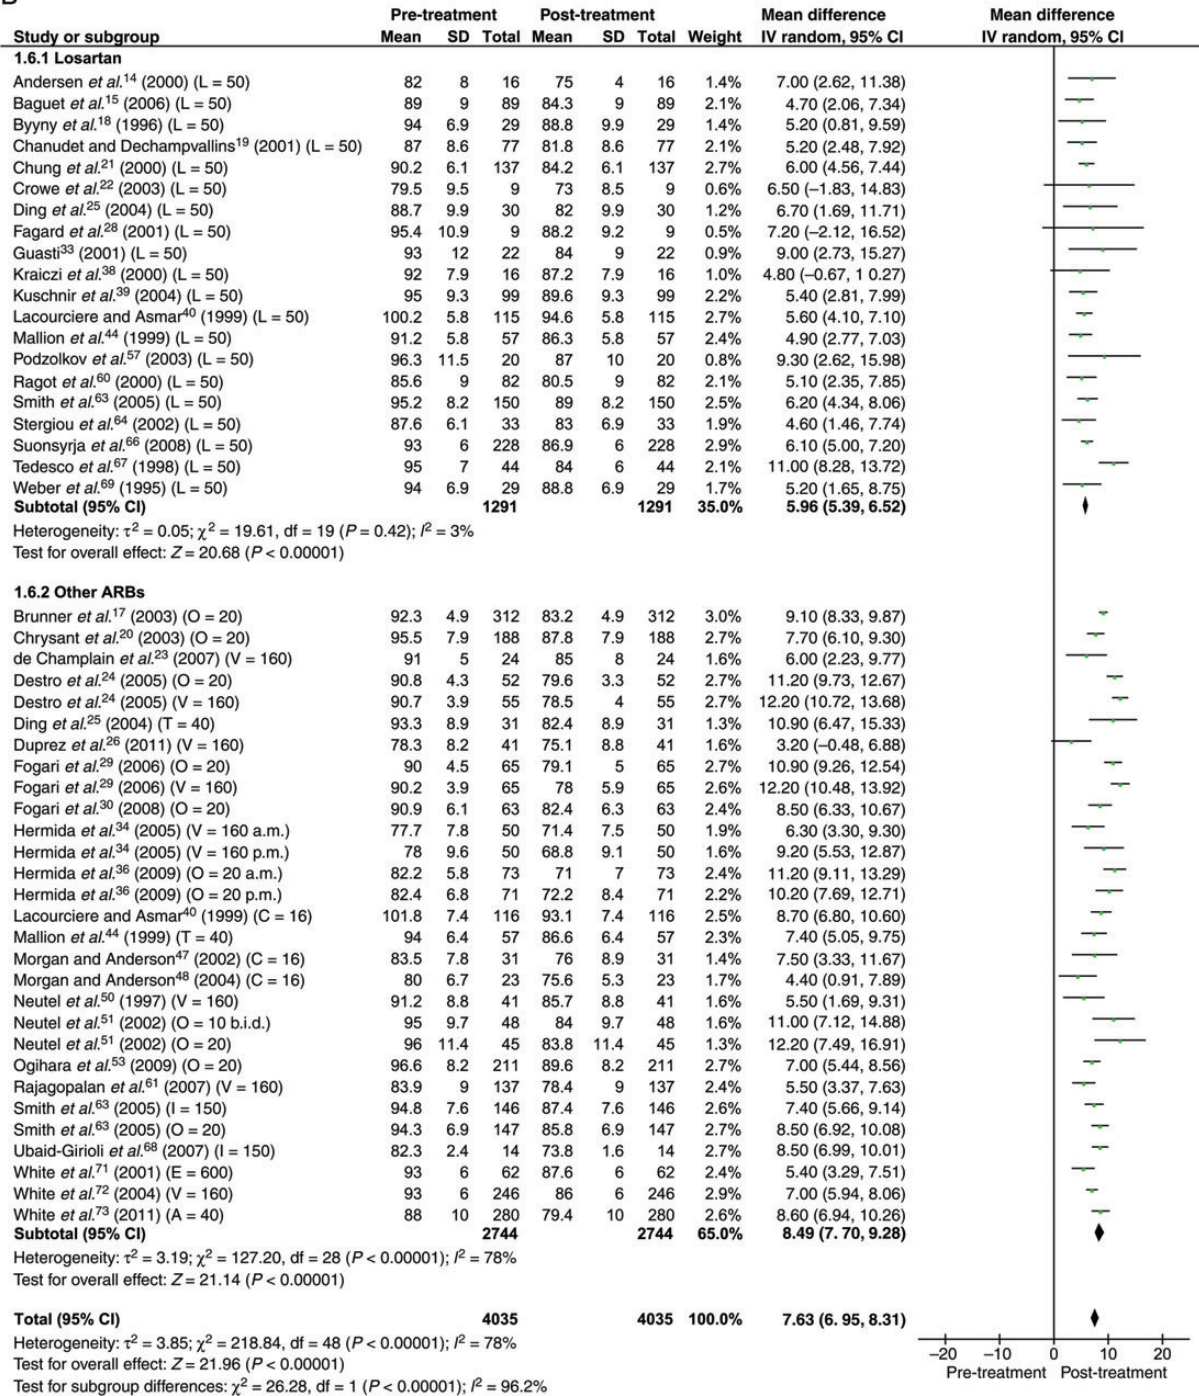 Pre-treatment Post-treatment Mean difference Mean difference
Study or subgroup Mean SD Total Mean SD Total Weight IV random, 95% CI IV random, 95% CI
1.6.1 Losartan
Andersen et al.14 (2000) (L = 50) 82 8 16 75 4 16 1.4% 7.00 (2.62, 11.38)
Baguet et al.15 (2006) (L = 50) 89 9 89 84.3 9 89 2.1% 4.70 (2.06, 7.34)
Byyny et al.18 (1996) (L = 50) 94 6.9 29 88.8 9.9 29 1.4% 5.20 (0.81, 9.59)
Chanudet and Dechampvallins19 (2001) (L = 50) 87 8.6 77 81.8 8.6 77 2.1% 5.20 (2.48, 7.92)
Chung et al.21 (2000) (L = 50) 90.2 6.1 137 84.2 6.1 137 2.7% 6.00 (4.56, 7.44)
Crowe et al.22 (2003) (L = 50) 79.5 9.5 9 73 8.5 9 0.6% 6.50 (–1.83, 14.83)
Ding et al.25 (2004) (L = 50) 88.7 9.9 30 82 9.9 30 1.2% 6.70 (1.69, 11.71)
Fagard et al.28 (2001) (L = 50) 95.4 10.9 9 88.2 9.2 9 0.5% 7.20 (–2.12, 16.52)
Guasti33 (2001) (L = 50) 93 12 22 84 9 22 0.9% 9.00 (2.73, 15.27)
Kraiczi et al.38 (2000) (L = 50) 92 7.9 16 87.2 7.9 16 1.0% 4.80 (–0.67, 1 0.27)
Kuschnir et al.39 (2004) (L = 50) 95 9.3 99 89.6 9.3 99 2.2% 5.40 (2.81, 7.99)
Lacourciere and Asmar40 (1999) (L = 50) 100.2 5.8 115 94.6 5.8 115 2.7% 5.60 (4.10, 7.10)
Mallion et al.44 (1999) (L = 50) 91.2 5.8 57 86.3 5.8 57 2.4% 4.90 (2.77, 7.03)
Podzolkov et al.57 (2003) (L = 50) 96.3 11.5 20 87 10 20 0.8% 9.30 (2.62, 15.98)
Ragot et al.60 (2000) (L = 50) 85.6 9 82 80.5 9 82 2.1% 5.10 (2.35, 7.85)
Smith et al.63 (2005) (L = 50) 95.2 8.2 150 89 8.2 150 2.5% 6.20 (4.34, 8.06)
Stergiou et al.64 (2002) (L = 50) 87.6 6.1 33 83 6.9 33 1.9% 4.60 (1.46, 7.74)
Suonsyrja et al.66 (2008) (L = 50) 93 6 228 86.9 6 228 2.9% 6.10 (5.00, 7.20)
Tedesco et al.67 (1998) (L = 50) 95 7 44 84 6 44 2.1% 11.00 (8.28, 13.72)
Weber et al.69 (1995) (L = 50) 94 6.9 29 88.8 6.9 29 1.7% 5.20 (1.65, 8.75)
Subtotal (95% CI) 1291 1291 35.0% 5.96 (5.39, 6.52)
Heterogeneity: τ2 = 0.05; χ2 = 19.61, df = 19 (P = 0.42); I2 = 3%
Test for overall effect: Z = 20.68 (P < 0.00001)
1.6.2 Other ARBs
Brunner et al.17 (2003) (O = 20) 92.3 4.9 312 83.2 4.9 312 3.0% 9.10 (8.33, 9.87)
Chrysant et al.20 (2003) (O = 20) 95.5 7.9 188 87.8 7.9 188 2.7% 7.70 (6.10, 9.30)
de Champlain et al.23 (2007) (V = 160) 91 5 24 85 8 24 1.6% 6.00 (2.23, 9.77)
Destro et al.24 (2005) (O = 20) 90.8 4.3 52 79.6 3.3 52 2.7% 11.20 (9.73, 12.67)
Destro et al.24 (2005) (V = 160) 90.7 3.9 55 78.5 4 55 2.7% 12.20 (10.72, 13.68)
Ding et al.25 (2004) (T = 40) 93.3 8.9 31 82.4 8.9 31 1.3% 10.90 (6.47, 15.33)
Duprez et al.26 (2011) (V = 160) 78.3 8.2 41 75.1 8.8 41 1.6% 3.20 (–0.48, 6.88)
Fogari et al.29 (2006) (O = 20) 90 4.5 65 79.1 5 65 2.7% 10.90 (9.26, 12.54)
Fogari et al.29 (2006) (V = 160) 90.2 3.9 65 78 5.9 65 2.6% 12.20 (10.48, 13.92)
Fogari et al.30 (2008) (O = 20) 90.9 6.1 63 82.4 6.3 63 2.4% 8.50 (6.33, 10.67)
Hermida et al.34 (2005) (V = 160 a.m.) 77.7 7.8 50 71.4 7.5 50 1.9% 6.30 (3.30, 9.30)
Hermida et al.34 (2005) (V = 160 p.m.) 78 9.6 50 68.8 9.1 50 1.6% 9.20 (5.53, 12.87)
Hermida et al.36 (2009) (O = 20 a.m.) 82.2 5.8 73 71 7 73 2.4% 11.20 (9.11, 13.29)
Hermida et al.36 (2009) (O = 20 p.m.) 82.4 6.8 71 72.2 8.4 71 2.2% 10.20 (7.69, 12.71)
Lacourciere and Asmar40 (1999) (C = 16) 101.8 7.4 116 93.1 7.4 116 2.5% 8.70 (6.80, 10.60)
Mallion et al.44 (1999) (T = 40) 94 6.4 57 86.6 6.4 57 2.3% 7.40 (5.05, 9.75)
Morgan and Anderson47 (2002) (C = 16) 83.5 7.8 31 76 8.9 31 1.4% 7.50 (3.33, 11.67)
Morgan and Anderson48 (2004) (C = 16) 80 6.7 23 75.6 5.3 23 1.7% 4.40 (0.91, 7.89)
Neutel et al.50 (1997) (V = 160) 91.2 8.8 41 85.7 8.8 41 1.6% 5.50 (1.69, 9.31)
Neutel et al.51 (2002) (O = 10 b.i.d.) 95 9.7 48 84 9.7 48 1.6% 11.00 (7.12, 14.88)
Neutel et al.51 (2002) (O = 20) 96 11.4 45 83.8 11.4 45 1.3% 12.20 (7.49, 16.91)
Ogihara et al.53 (2009) (O = 20) 96.6 8.2 211 89.6 8.2 211 2.7% 7.00 (5.44, 8.56)
Rajagopalan et al.61 (2007) (V = 160) 83.9 9 137 78.4 9 137 2.4% 5.50 (3.37, 7.63)
Smith et al.63 (2005) (I = 150) 94.8 7.6 146 87.4 7.6 146 2.6% 7.40 (5.66, 9.14)
Smith et al.63 (2005) (O = 20) 94.3 6.9 147 85.8 6.9 147 2.7% 8.50 (6.92, 10.08)
Ubaid-Girioli et al.68 (2007) (I = 150) 82.3 2.4 14 73.8 1.6 14 2.7% 8.50 (6.99, 10.01)
White et al.71 (2001) (E = 600) 93 6 62 87.6 6 62 2.4% 5.40 (3.29, 7.51)
White et al.72 (2004) (V = 160) 93 6 246 86 6 246 2.9% 7.00 (5.94, 8.06)
White et al.73 (2011) (A = 40) 88 10 280 79.4 10 280 2.6% 8.60 (6.94, 10.26)
Subtotal (95% CI) 2744 2744 65.0% 8.49 (7. 70, 9.28)
Heterogeneity: τ2 = 3.19; χ2 = 127.20, df = 28 (P < 0.00001); I2 = 78%
Test for overall effect: Z = 21.14 (P < 0.00001)
Total (95% CI) 4035 4035 100.0% 7.63 (6. 95, 8.31)
Heterogeneity: τ2 = 3.85; χ2 = 218.84, df = 48 (P < 0.00001); I2 = 78%
Test for overall effect: Z = 21.96 (P < 0.00001)
Test for subgroup differences: χ2 = 26.28, df = 1 (P < 0.00001); I2 = 96.2%
–20 –10 0 10 20
Pre-treatment Post-treatment